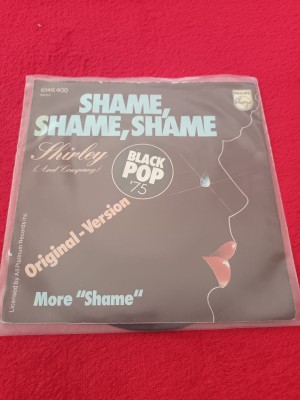 6146 400
PHILIPS
SHAME,
SHAME, SHAME
Shirley
(And Company)
BLACK
POP
'75
Original-Version
More "Shame"
Licensed by All Platinum Records Inc.